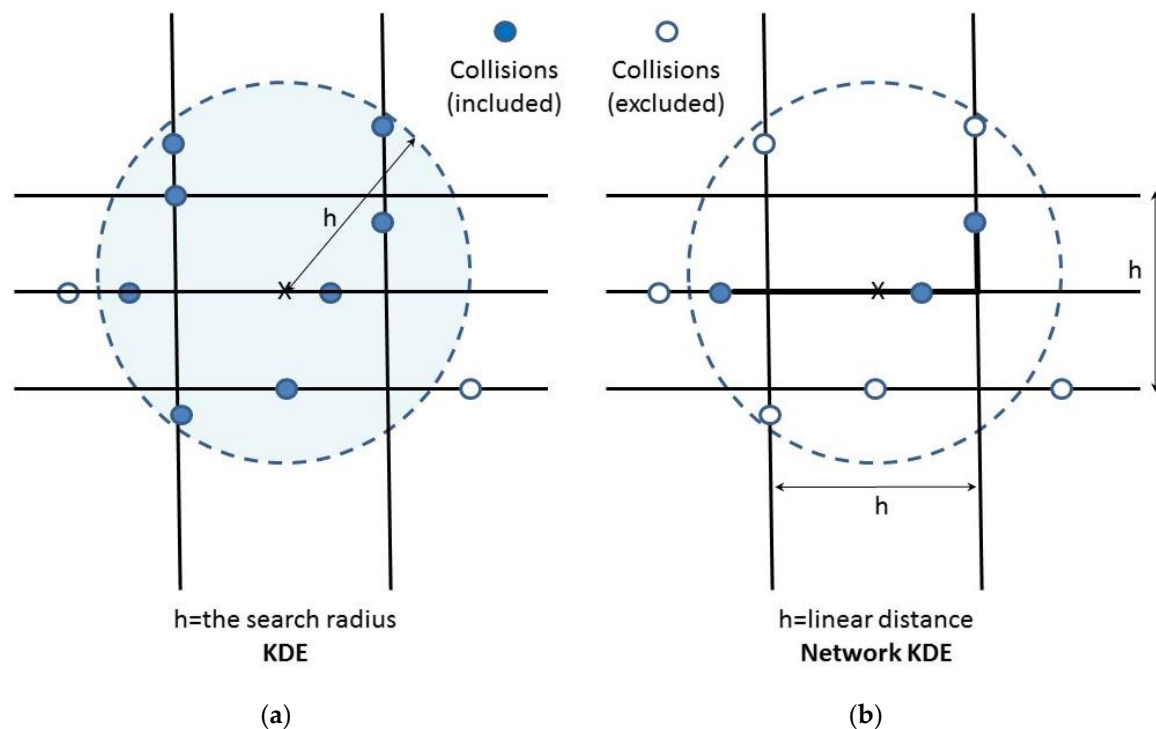 Collisions
(included)
Collisions
(excluded)
h
X
h=the search radius
KDE
(a)
X
h
h
h=linear distance
Network KDE
(b)